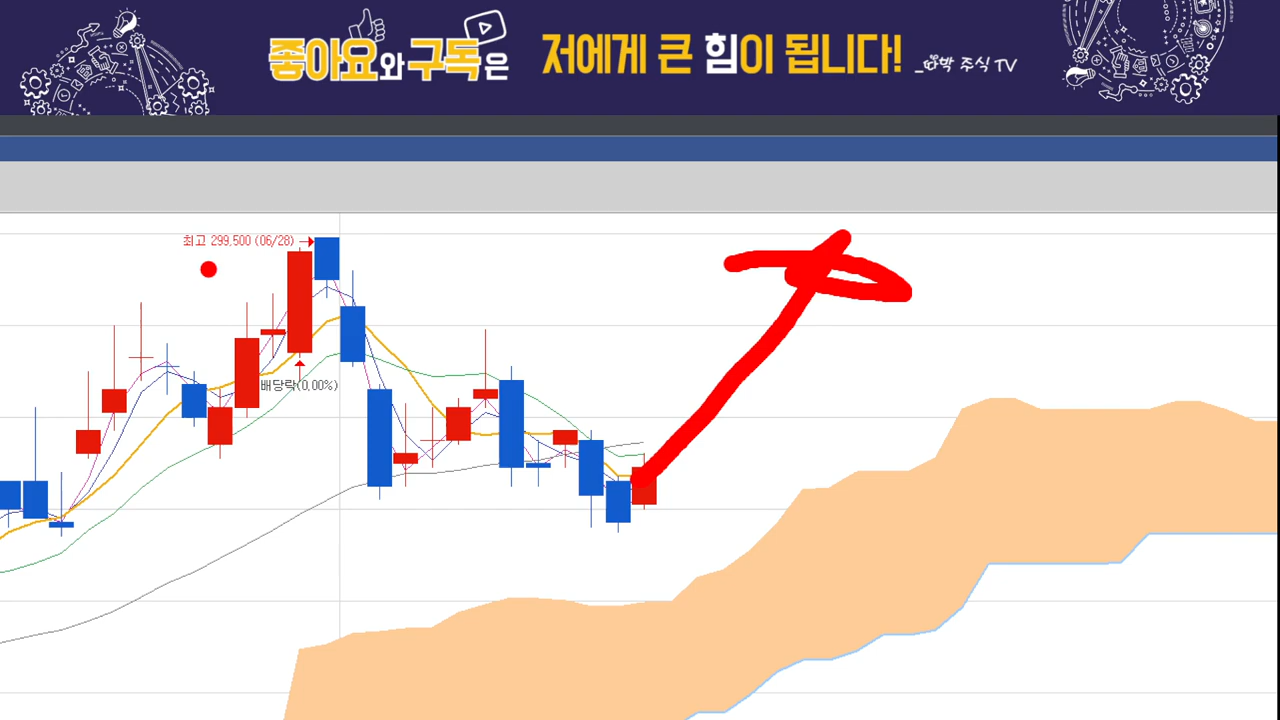 좋아요와 구독은 저에게 큰 힘이 됩니다!
박 주식 TV
최고 299,500 (06/28)
배당락(0,00%)